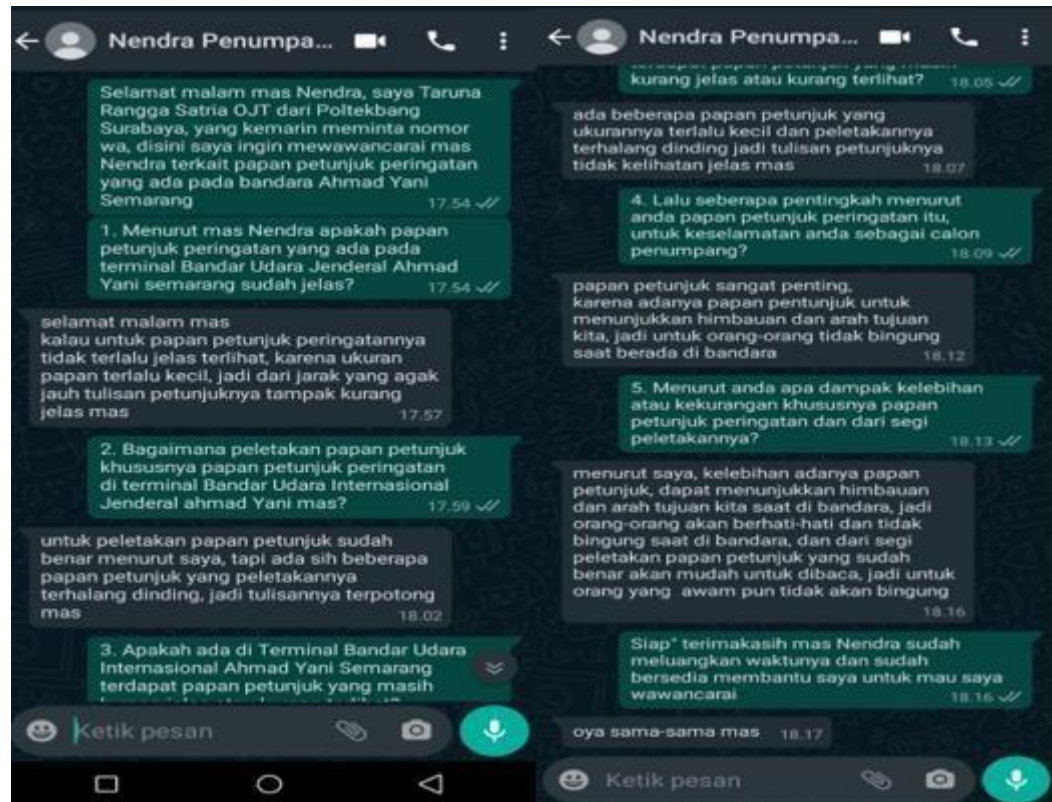 Nendra Penumpa...
Selamat malam mas Nendra, saya Taruna
Rangga Satria OJT dari Poltekbang
Surabaya, yang kemarin meminta nomor
wa, disini saya ingin mewawancarai mas
Nendra terkait papan petunjuk peringatan
yang ada pada bandara Ahmad Yani
Semarang 17.54
1. Menurut mas Nendra apakah papan
petunjuk peringatan yang ada pada
terminal Bandar Udara Jenderal Ahmad
Yani semarang sudah jelas? 17.54
selamat malam mas
kalau untuk papan petunjuk peringatannya
tidak terlalu jelas terlihat, karena ukuran
papan terlalu kecil, jadi dari jarak yang agak
jauh tulisan petunjuknya tampak kurang
jelas mas 17.57
2. Bagaimana peletakan papan petunjuk
khususnya papan petunjuk peringatan
di terminal Bandar Udara Internasional
Jenderal ahmad Yani mas? 17.59
untuk peletakan papan petunjuk sudah
benar menurut saya, tapi ada sih beberapa
papan petunjuk yang peletakannya
terhalang dinding, jadi tulisannya terpotong
mas 18.02
3. Apakah ada di Terminal Bandar Udara
Internasional Ahmad Yani Semarang
terdapat papan petunjuk yang masih
Ketik pesan
Nendra Penumpa...
kurang jelas atau kurang terlihat? 18.05
ada beberapa papan petunjuk yang
ukurannya terlalu kecil dan peletakannya
terhalang dinding jadi tulisan petunjuknya
tidak kelihatan jelas mas 18.07
4. Lalu seberapa pentingkah menurut
anda papan petunjuk peringatan itu,
untuk keselamatan anda sebagai calon
penumpang? 18.09
papan petunjuk sangat penting,
karena adanya papan pentunjuk untuk
menunjukkan himbauan dan arah tujuan
kita, jadi untuk orang-orang tidak bingung
saat berada di bandara 18.12
5. Menurut anda apa dampak kelebihan
atau kekurangan khususnya papan
petunjuk peringatan dan dari segi
peletakannya? 18.13
menurut saya, kelebihan adanya papan
petunjuk, dapat menunjukkan himbauan
dan arah tujuan kita saat di bandara, jadi
orang-orang akan berhati-hati dan tidak
bingung saat di bandara, dan dari segi
peletakan papan petunjuk yang sudah
benar akan mudah untuk dibaca, jadi untuk
orang yang awam pun tidak akan bingung
18.16
Siap" terimakasih mas Nendra sudah
meluangkan waktunya dan sudah
bersedia membantu saya untuk mau saya
wawancarai 18.16
oya sama-sama mas 18.17
Ketik pesan